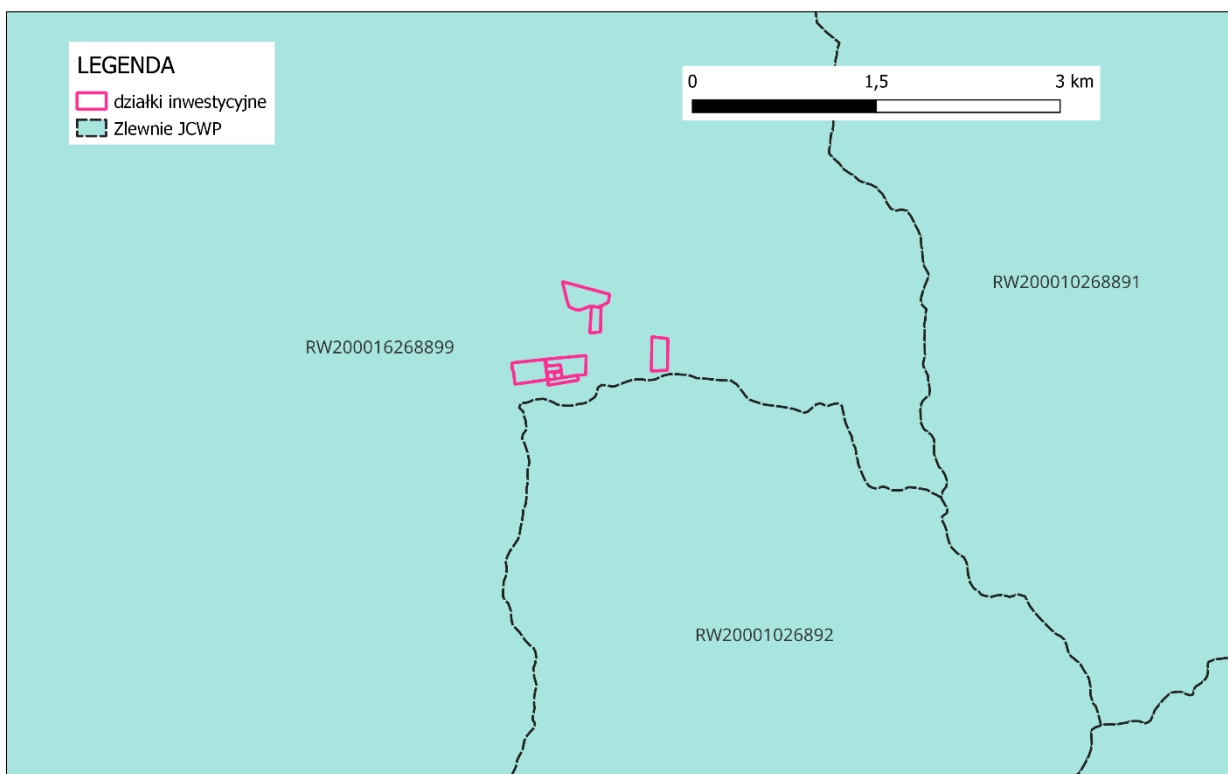 LEGENDA
działki inwestycyjne
Zlewnie JCWP
0 1,5 3 km
RW200010268891
RW200016268899
RW20001026892